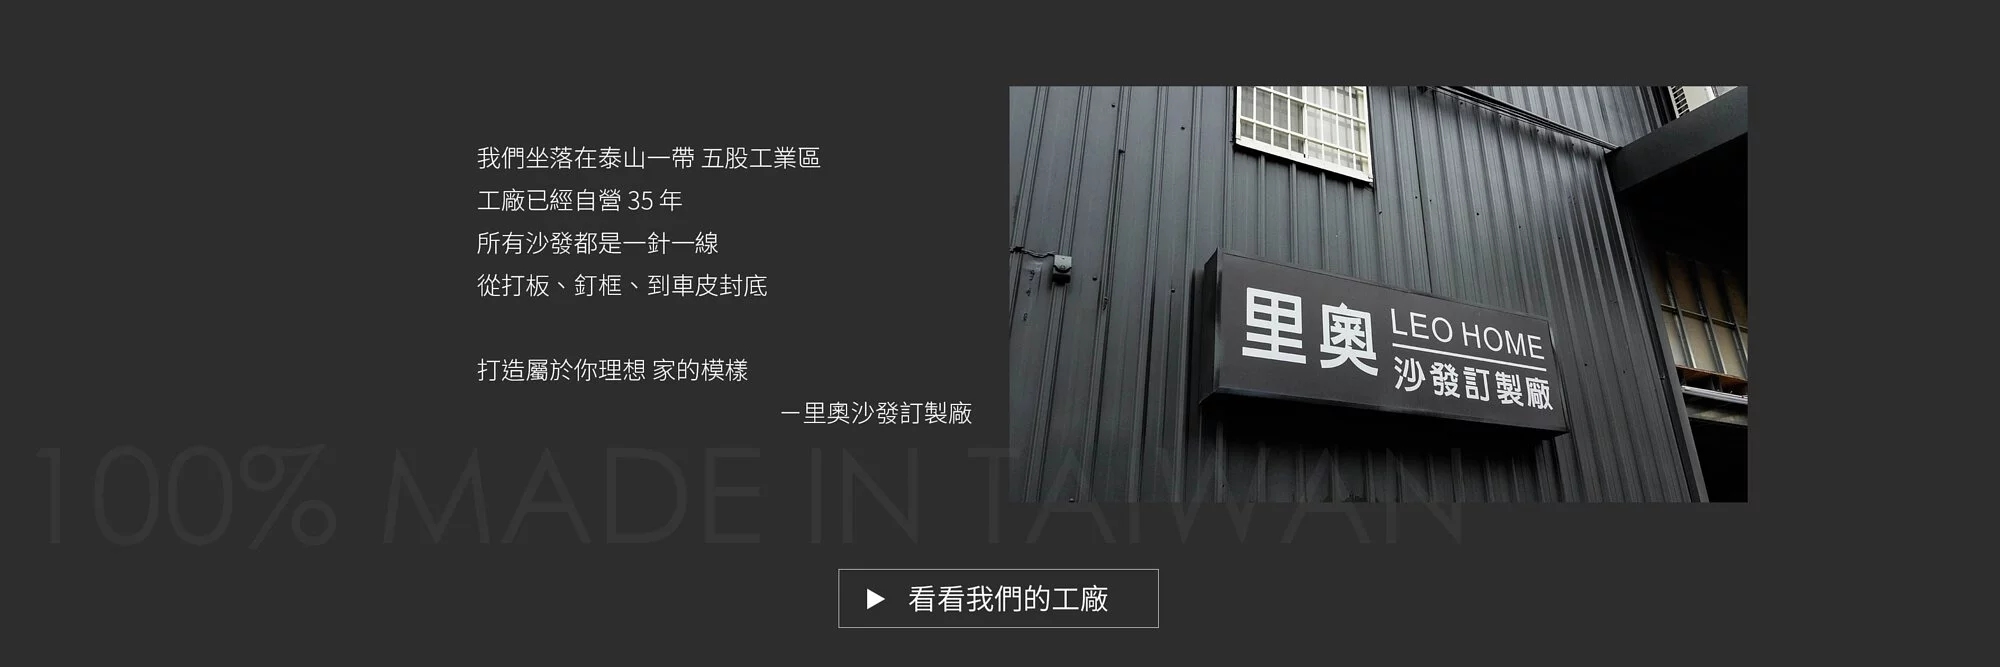 我們坐落在泰山一帶 五股工業區
工廠已經自營 35 年
所有沙發都是一針一線
從打板、釘框、到車皮封底
打造屬於你理想 家的模樣
－里奧沙發訂製廠
里奧 LEO HOME
沙發訂製廠
100% MADE IN TAIWAN
▶ 看看我們的工廠